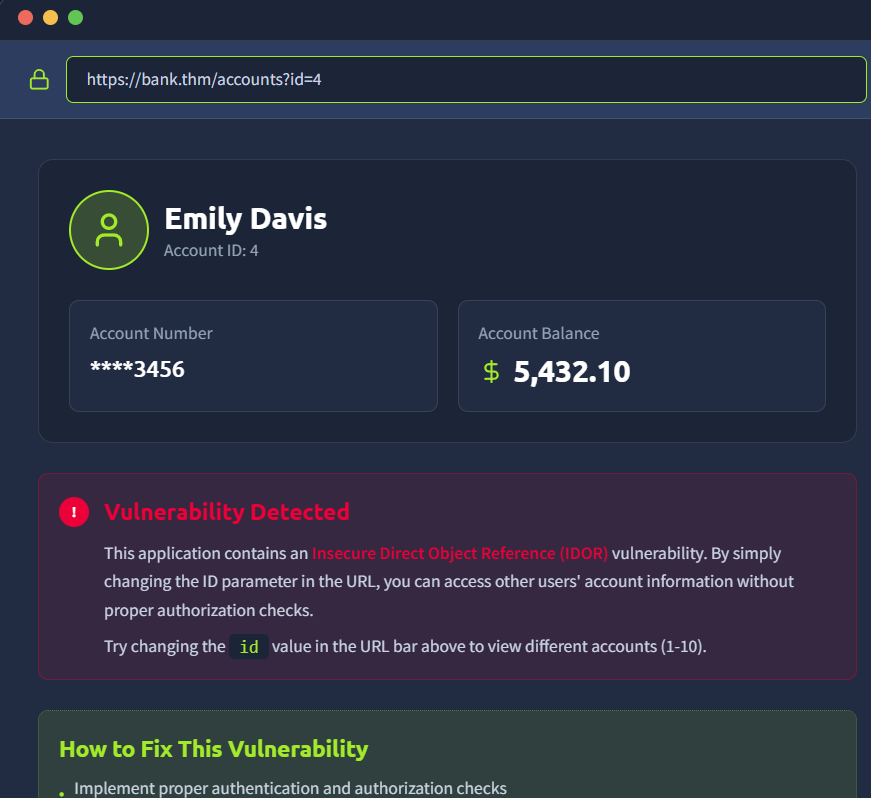 https://bank.thm/accounts?id=4
Emily Davis
Account ID: 4
Account Number
****3456
Account Balance
$ 5,432.10
!
Vulnerability Detected
This application contains an Insecure Direct Object Reference (IDOR) vulnerability. By simply
changing the ID parameter in the URL, you can access other users' account information without
proper authorization checks.
Try changing the id value in the URL bar above to view different accounts (1-10).
How to Fix This Vulnerability
• Implement proper authentication and authorization checks